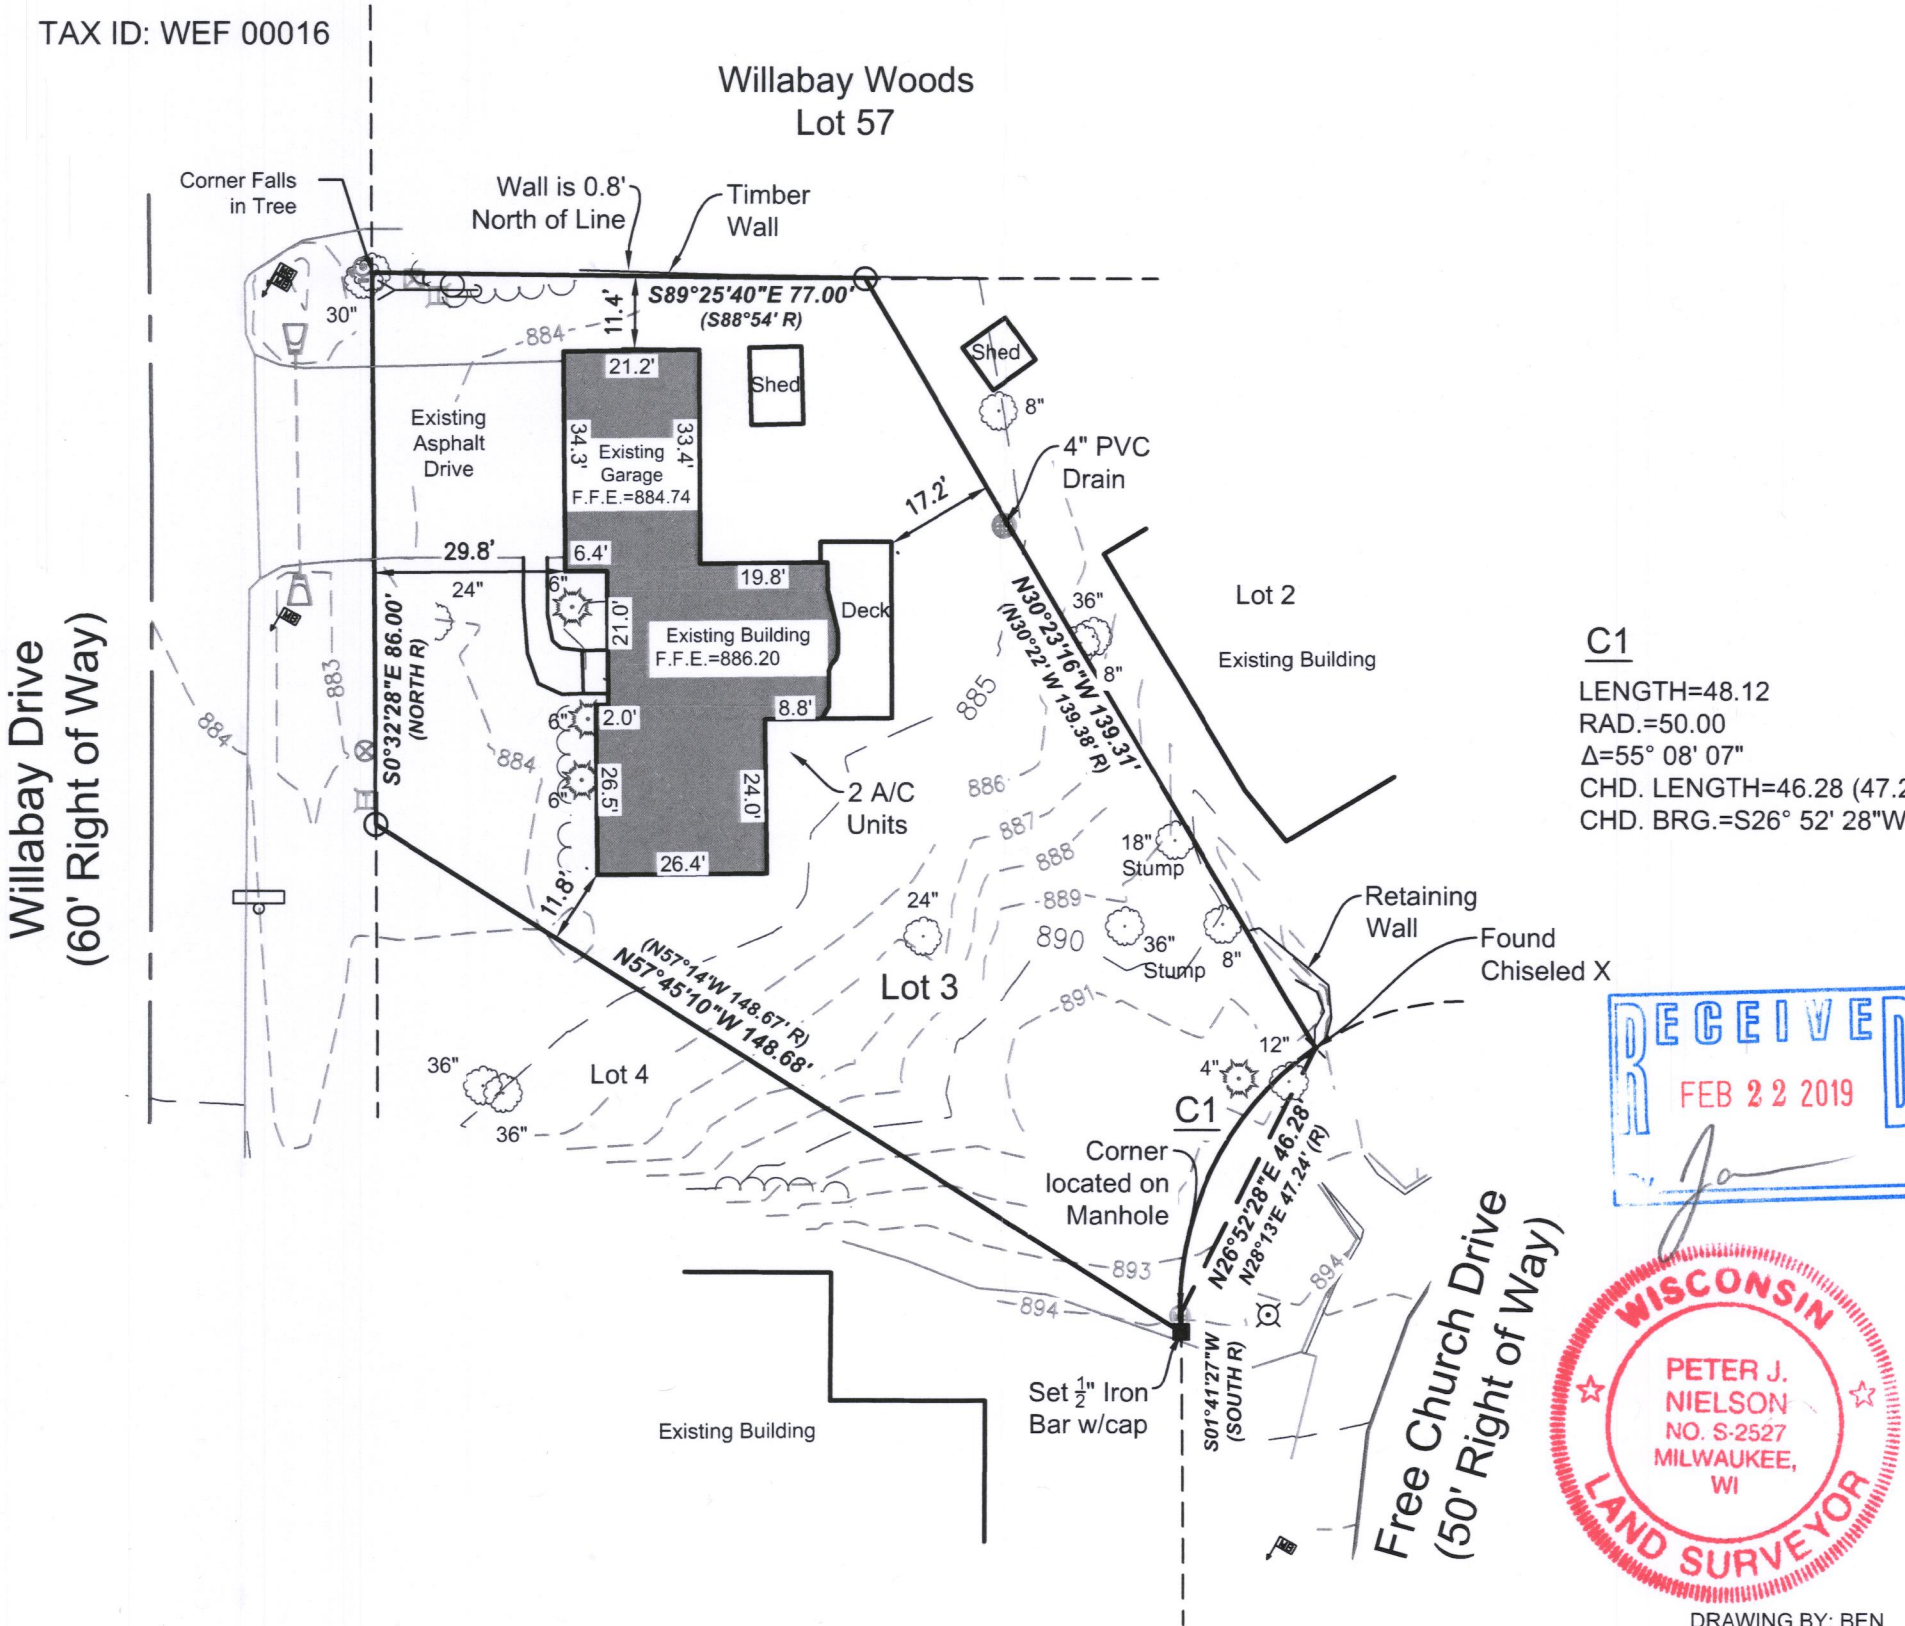 TAX ID: WEF 00016
Willabay Woods
Lot 57
Corner Falls
in Tree
Wall is 0.8'
North of Line
Timber
Wall
30"
S89°25'40"E 77.00'
(S88°54' R)
11.4'
884
21.2'
Shed
Shed
8"
Existing
Asphalt
Drive
34.3'
33.4'
Existing
Garage
F.F.E.=884.74
4" PVC
Drain
17.2'
29.8'
24"
6.4'
6"
19.8'
Deck
21.0'
Existing Building
F.F.E.=886.20
N30°23'16"W 139.31'
(N30°22' W 139.38' R)
36"
8"
Lot 2
Existing Building
C1
LENGTH=48.12
RAD.=50.00
Δ=55° 08' 07"
CHD. LENGTH=46.28 (47.2
CHD. BRG.=S26° 52' 28"W
Willabay Drive
(60' Right of Way)
S0°32'28"E 86.00'
(NORTH R)
883
884
884
6"
2.0'
8.8'
885
6"
26.5'
24.0'
2 A/C
Units
886
887
888
889
890
891
26.4'
11.8'
18"
Stump
24"
36"
Stump
8"
Retaining
Wall
Found
Chiseled X
Lot 3
(N57°14'W 148.67' R)
N57°45'10"W 148.68'
Lot 4
36"
36"
12"
4"
C1
Corner
located on
Manhole
N26°52'28"E 46.28'
N28°13'E 47.24' (R)
893
894
894
Set 1/2" Iron
Bar w/cap
S01°41'27"W
(SOUTH R)
Existing Building
Free Church Drive
(50' Right of Way)
RECEIVED
FEB 22 2019
WISCONSIN
PETER J.
NIELSON
NO. S-2527
MILWAUKEE,
WI
LAND SURVEYOR
DRAWING BY: BEN